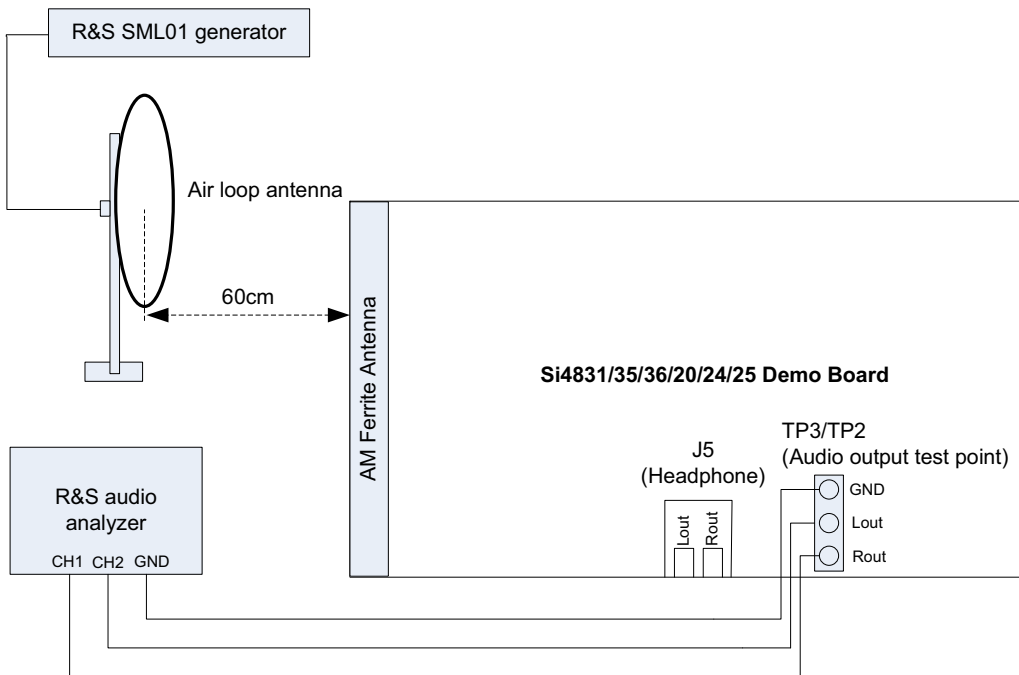 R&S SML01 generator
Air loop antenna
60cm
AM Ferrite Antenna
Si4831/35/36/20/24/25 Demo Board
TP3/TP2
(Audio output test point)
J5
(Headphone)
Lout
Rout
GND
Lout
Rout
R&S audio
analyzer
CH1 CH2 GND